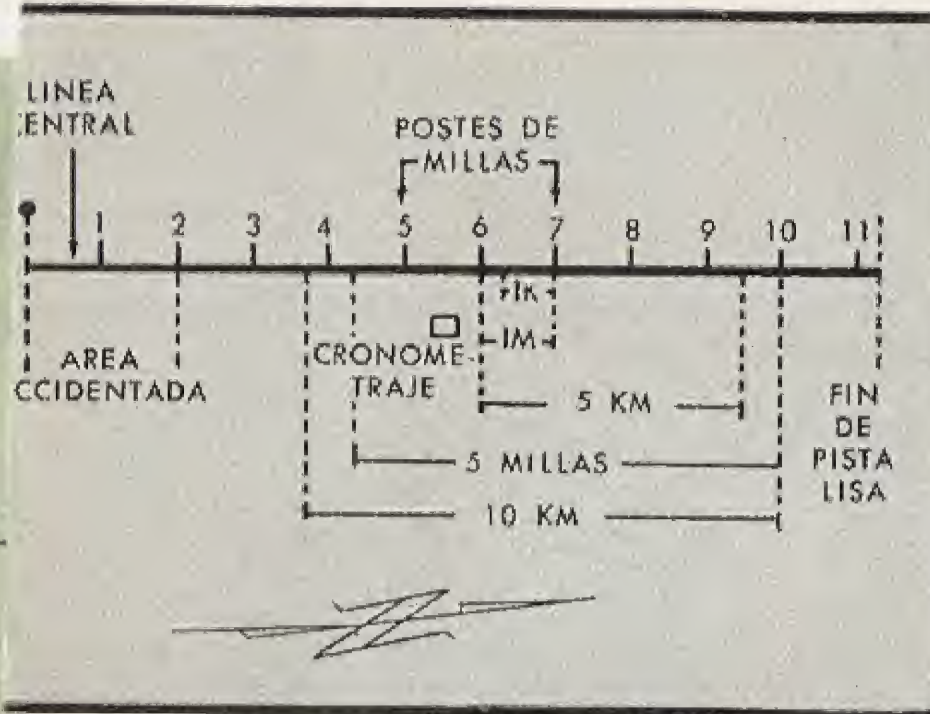 LINEA
CENTRAL
POSTES DE
MILLAS
1 2 3 4 5 6 7 8 9 10 11
1K
1M
CRONOME-
TRAJE
AREA
CCIDENTADA
5 KM
FIN
DE
PISTA
LISA
5 MILLAS
10 KM